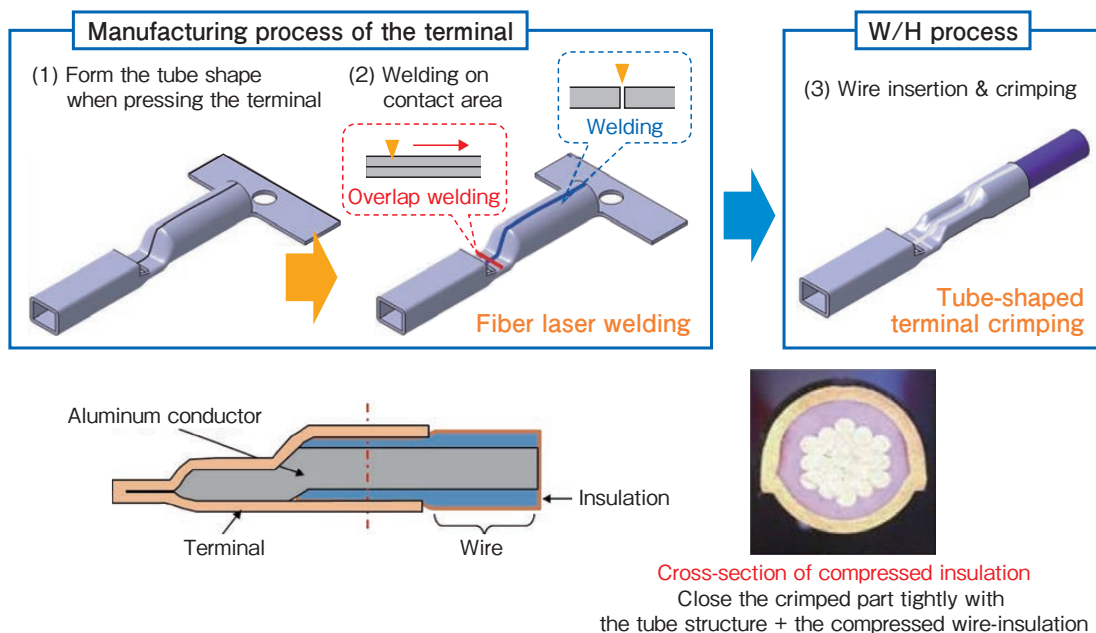 Manufacturing process of the terminal
(1) Form the tube shape
when pressing the terminal
(2) Welding on
contact area
Welding
Overlap welding
Fiber laser welding
W/H process
(3) Wire insertion & crimping
Tube-shaped
terminal crimping
Aluminum conductor
Insulation
Terminal
Wire
Cross-section of compressed insulation
Close the crimped part tightly with
the tube structure + the compressed wire-insulation